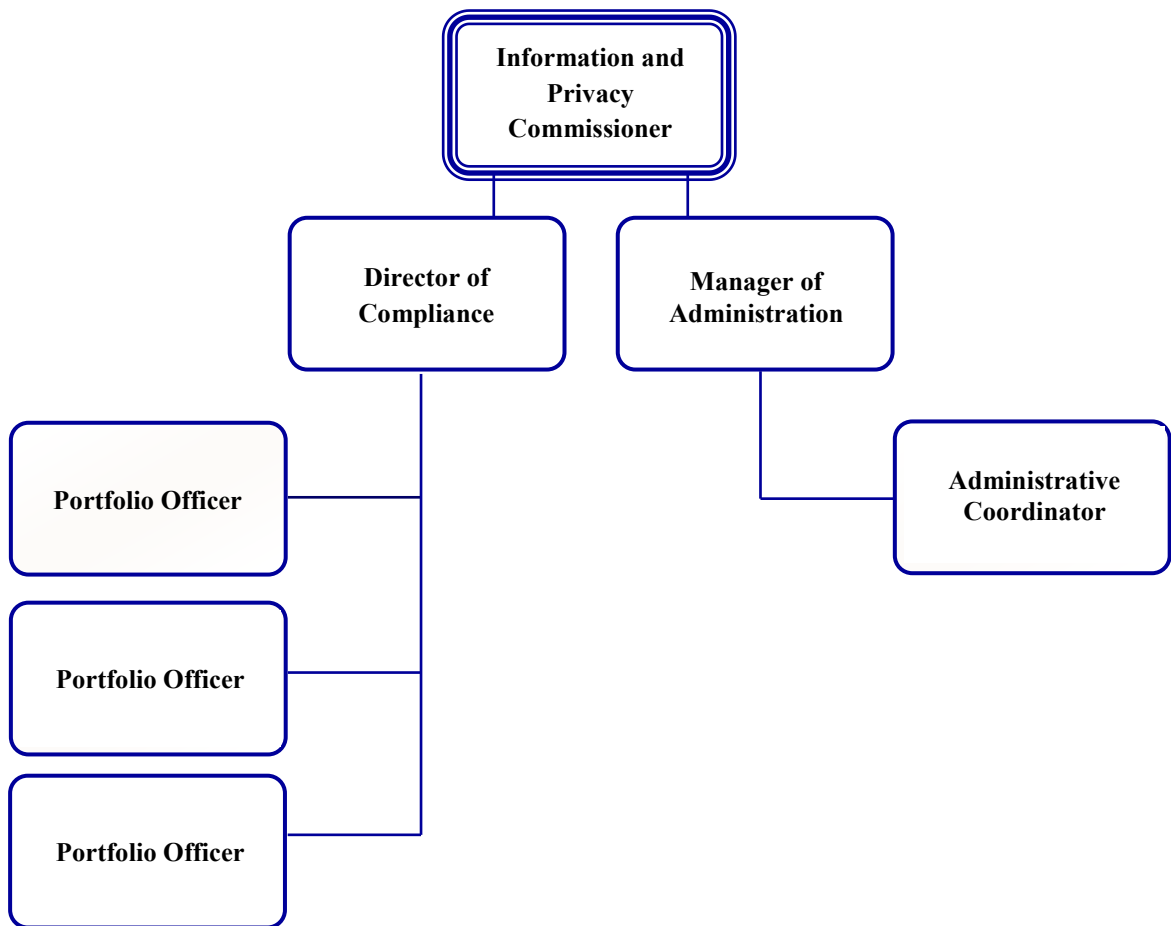 Information and
Privacy
Commissioner
Director of
Compliance
Manager of
Administration
Portfolio Officer
Administrative
Coordinator
Portfolio Officer
Portfolio Officer